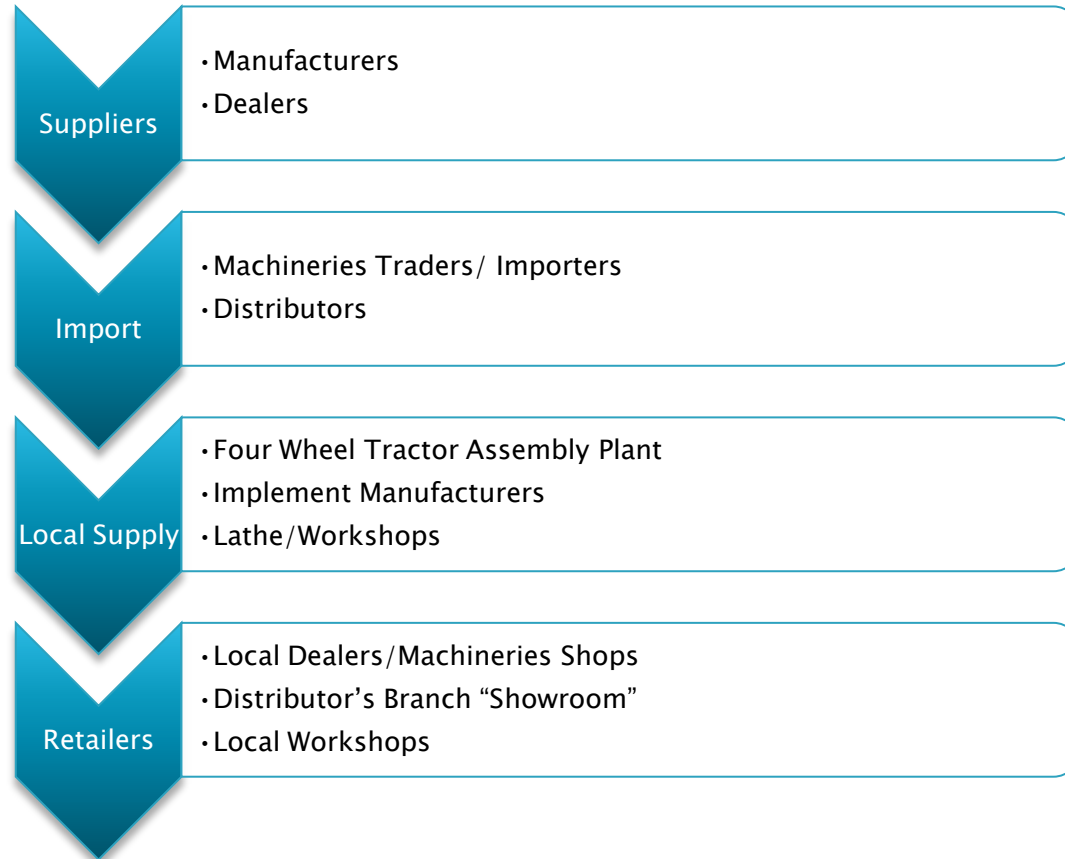 Suppliers
•Manufacturers
•Dealers
Import
•Machineries Traders/ Importers
•Distributors
Local Supply
•Four Wheel Tractor Assembly Plant
•Implement Manufacturers
•Lathe/Workshops
Retailers
•Local Dealers/Machineries Shops
•Distributor’s Branch “Showroom”
•Local Workshops